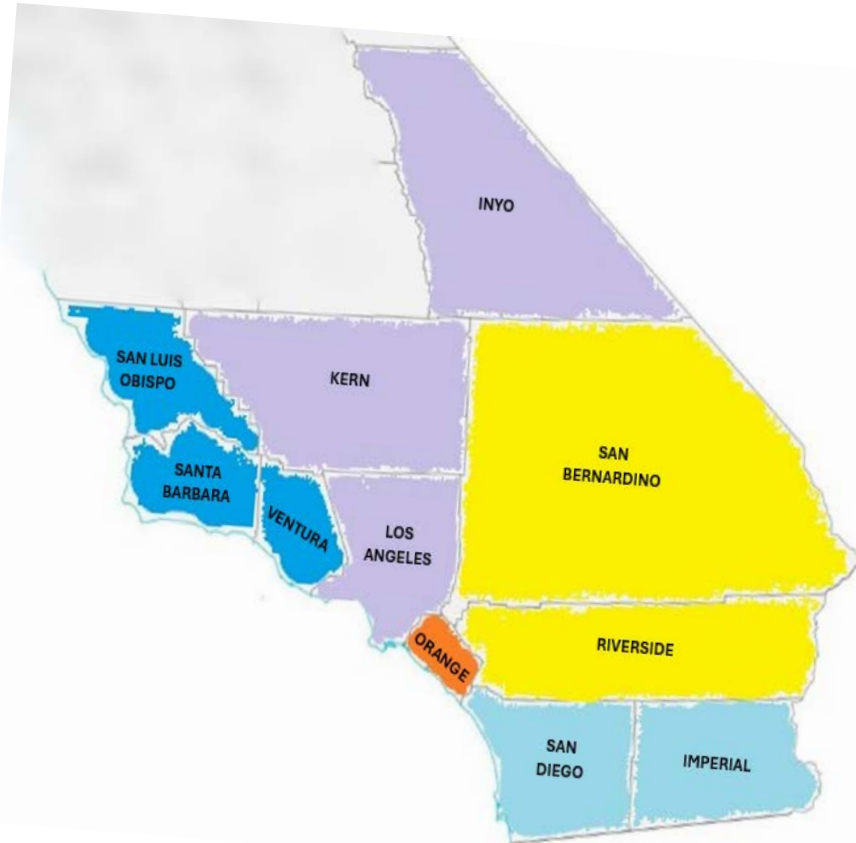 INYO
SAN LUIS
OBISPO
KERN
SAN
BERNARDINO
SANTA
BARBARA
VENTURA
LOS
ANGELES
ORANGE
RIVERSIDE
SAN
DIEGO
IMPERIAL